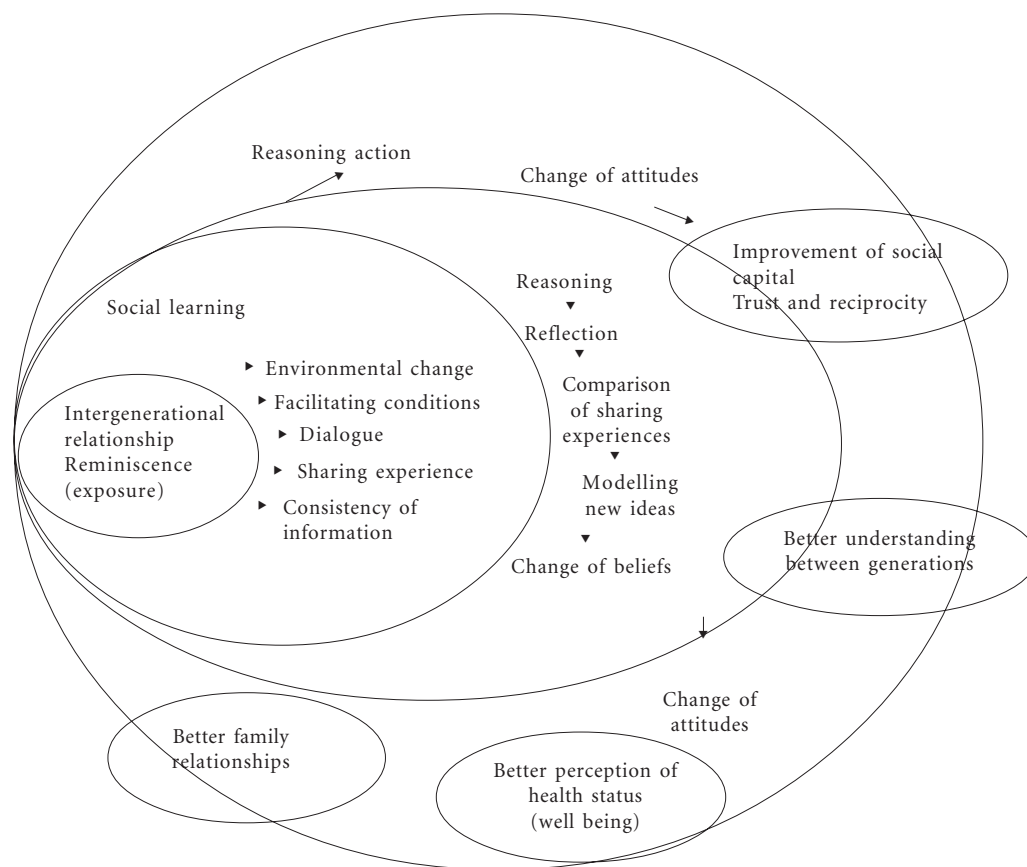 Reasoning action
Change of attitudes
Improvement of social
capital
Trust and reciprocity
Social learning
Reasoning
Reflection
Comparison
of sharing
experiences
Modelling
new ideas
Change of beliefs
Environmental change
Facilitating conditions
Dialogue
Sharing experience
Consistency of
information
Intergenerational
relationship
Reminiscence
(exposure)
Better understanding
between generations
Change of
attitudes
Better family
relationships
Better perception of
health status
(well being)